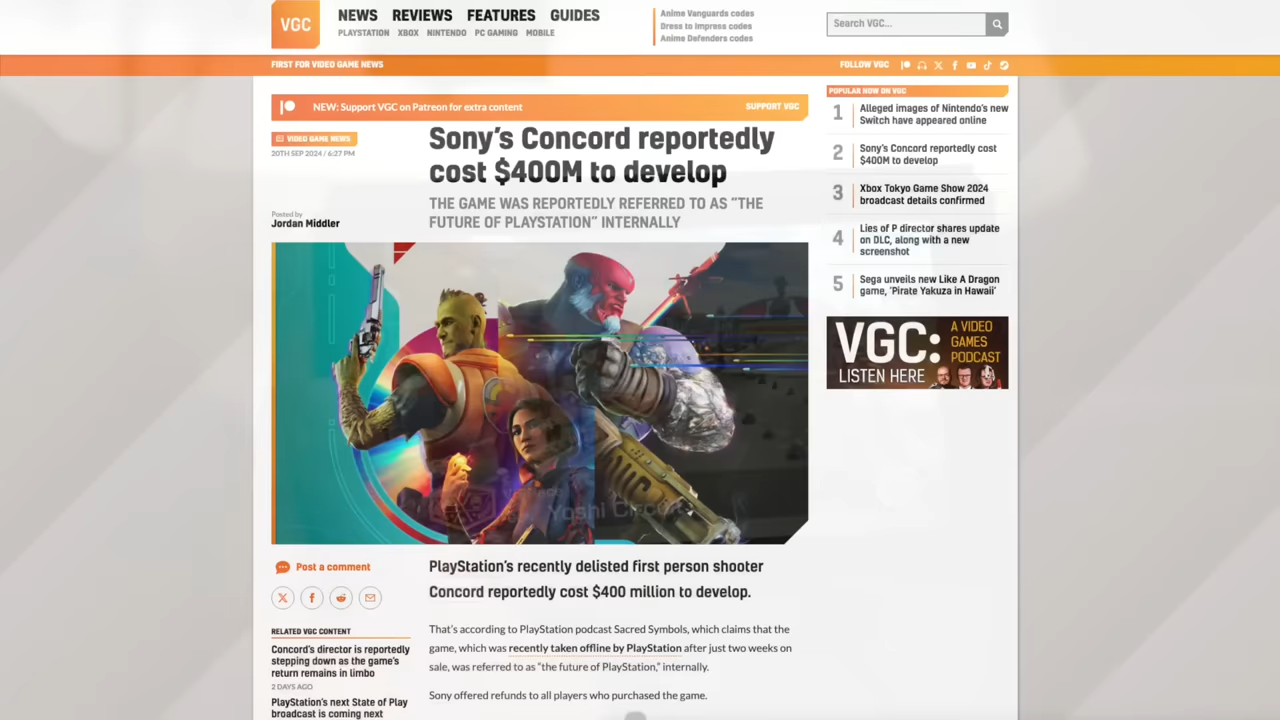 VGC
NEWS REVIEWS FEATURES GUIDES
PLAYSTATION XBOX NINTENDO PC GAMING MOBILE
Anime Vanguards codes
Dress to Impress codes
Anime Defenders codes
Search VGC...
FIRST FOR VIDEO GAME NEWS
FOLLOW VGC
NEW: Support VGC on Patreon for extra content
SUPPORT VGC
VIDEO GAME NEWS
20TH SEP 2024 / 6:27 PM
Sony's Concord reportedly
cost $400M to develop
THE GAME WAS REPORTEDLY REFERRED TO AS "THE
FUTURE OF PLAYSTATION" INTERNALLY
Posted by
Jordan Middler
Yoshi Circuit
PlayStation's recently delisted first person shooter
Concord reportedly cost $400 million to develop.
That's according to PlayStation podcast Sacred Symbols, which claims that the
game, which was recently taken offline by PlayStation after just two weeks on
sale, was referred to as "the future of PlayStation," internally.
Sony offered refunds to all players who purchased the game.
Post a comment
RELATED VGC CONTENT
Concord's director is reportedly
stepping down as the game's
return remains in limbo
2 DAYS AGO
PlayStation's next State of Play
broadcast is coming next
POPULAR NOW ON VGC
1 Alleged images of Nintendo's new
Switch have appeared online
2 Sony's Concord reportedly cost
$400M to develop
3 Xbox Tokyo Game Show 2024
broadcast details confirmed
4 Lies of P director shares update
on DLC, along with a new
screenshot
5 Sega unveils new Like A Dragon
game, 'Pirate Yakuza in Hawaii'
VGC: A VIDEO
GAMES
PODCAST
LISTEN HERE